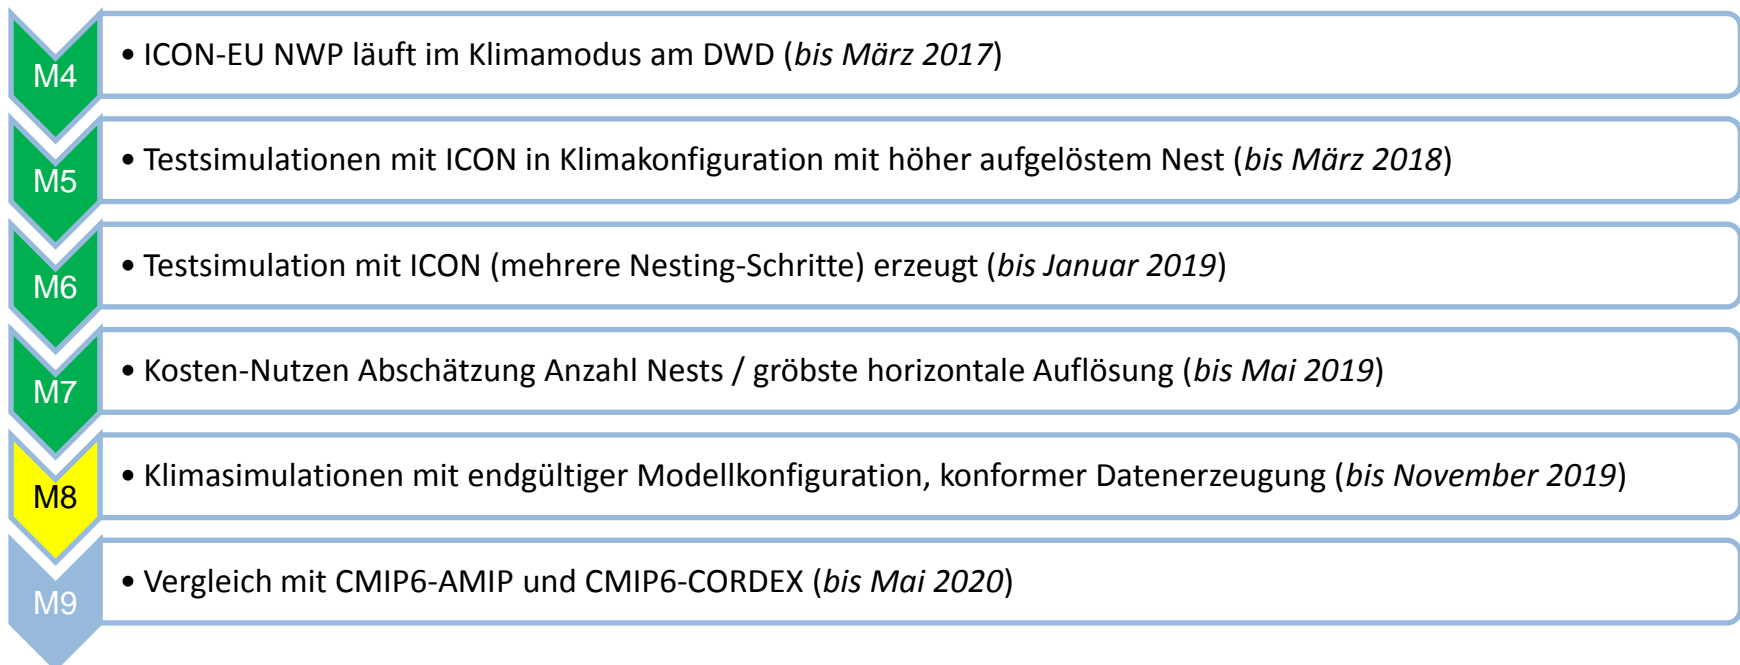 M4
• ICON-EU NWP läuft im Klimamodus am DWD (bis März 2017)
M5
• Testsimulationen mit ICON in Klimakonfiguration mit höher aufgelöstem Nest (bis März 2018)
M6
• Testsimulation mit ICON (mehrere Nesting-Schritte) erzeugt (bis Januar 2019)
M7
• Kosten-Nutzen Abschätzung Anzahl Nests / gröbste horizontale Auflösung (bis Mai 2019)
M8
• Klimasimulationen mit endgültiger Modellkonfiguration, konformer Datenerzeugung (bis November 2019)
M9
• Vergleich mit CMIP6-AMIP und CMIP6-CORDEX (bis Mai 2020)